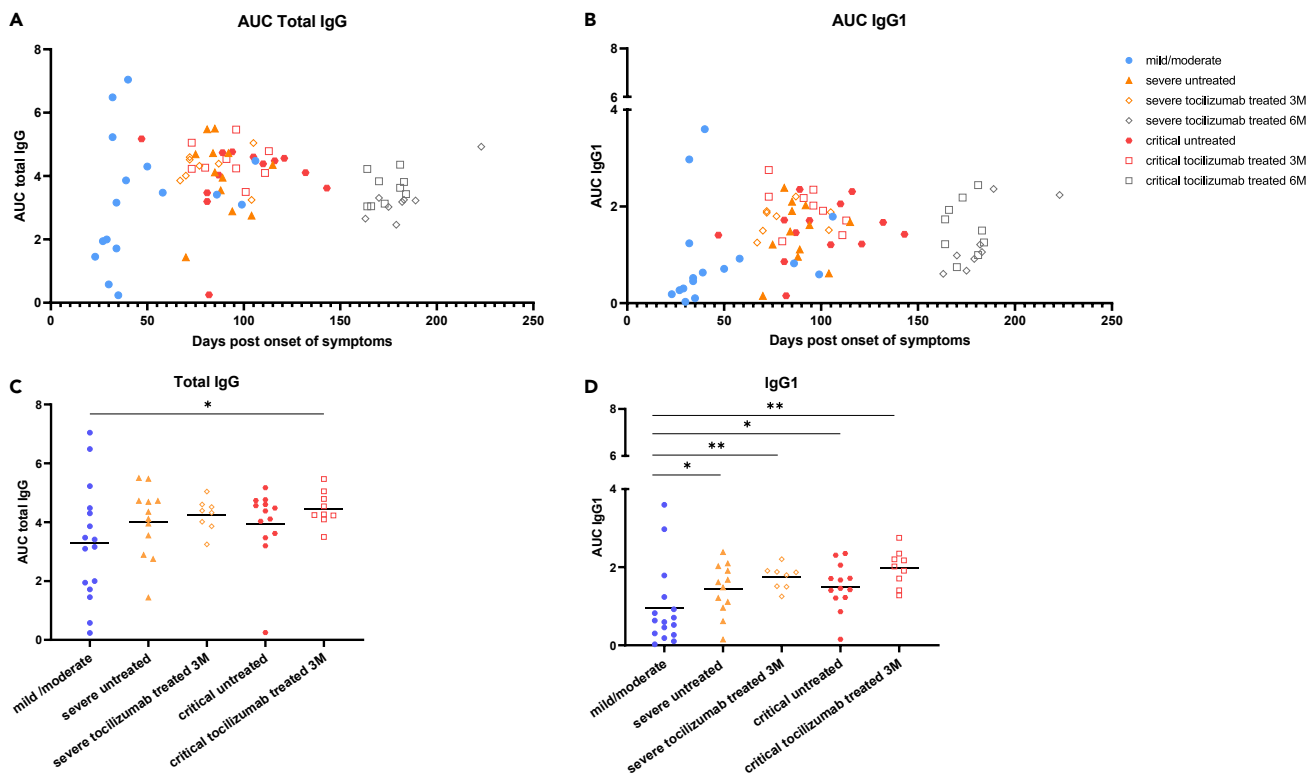 A
AUC Total IgG
8
6
4
2
0
AUC total IgG
0
50
100
150
200
250
Days post onset of symptoms
B
AUC IgG1
8
6
4
2
2
0
AUC IgG1
0
50
100
150
200
250
Days post onset of symptoms
mild/moderate
severe untreated
severe tocilizumab treated 3M
severe tocilizumab treated 6M
critical untreated
critical tocilizumab treated 3M
critical tocilizumab treated 6M
C
Total IgG
8
6
4
2
0
AUC total IgG
*
mild /moderate
severe untreated
severe tocilizumab treated 3M
critical untreated
critical tocilizumab treated 3M
D
IgG1
8
6
4
2
0
AUC IgG1
**
*
**
*
mild/moderate
severe untreated
severe tocilizumab treated 3M
critical untreated
critical tocilizumab treated 3M